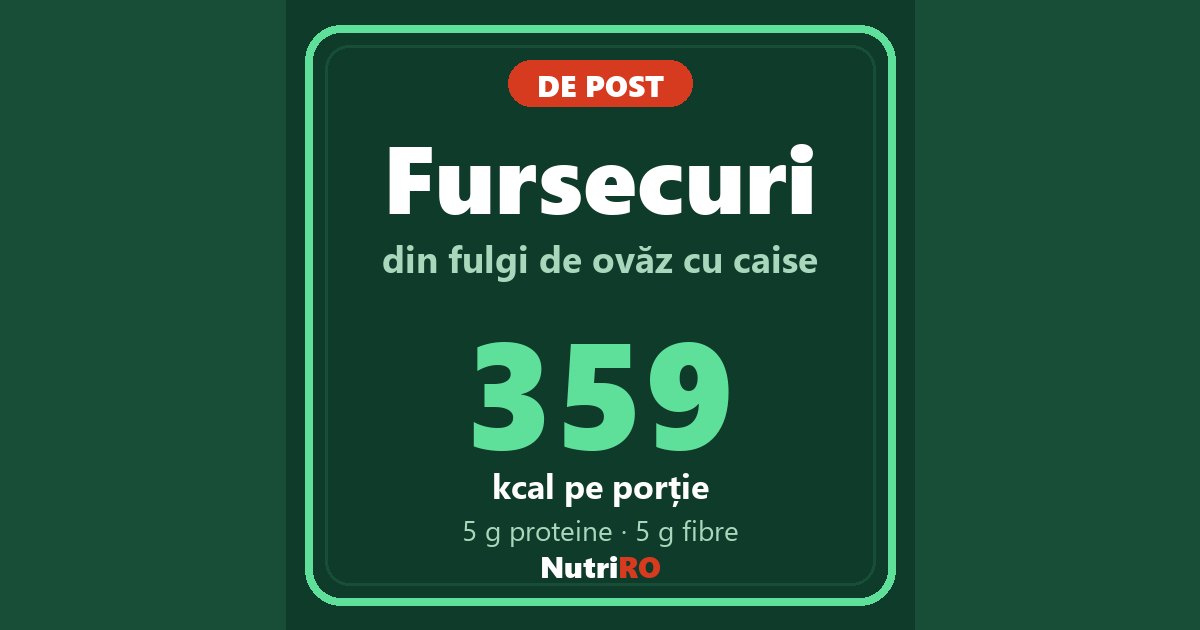 DE POST
Fursecuri
din fulgi de ovăz cu caise
359
kcal pe porție
5 g proteine · 5 g fibre
NutriRO